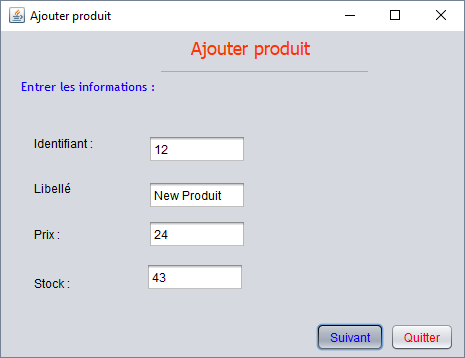 Ajouter produit
Ajouter produit
Entrer les informations :
Identifiant : 12
Libellé New Produit
Prix : 24
Stock : 43
Suivant Quitter